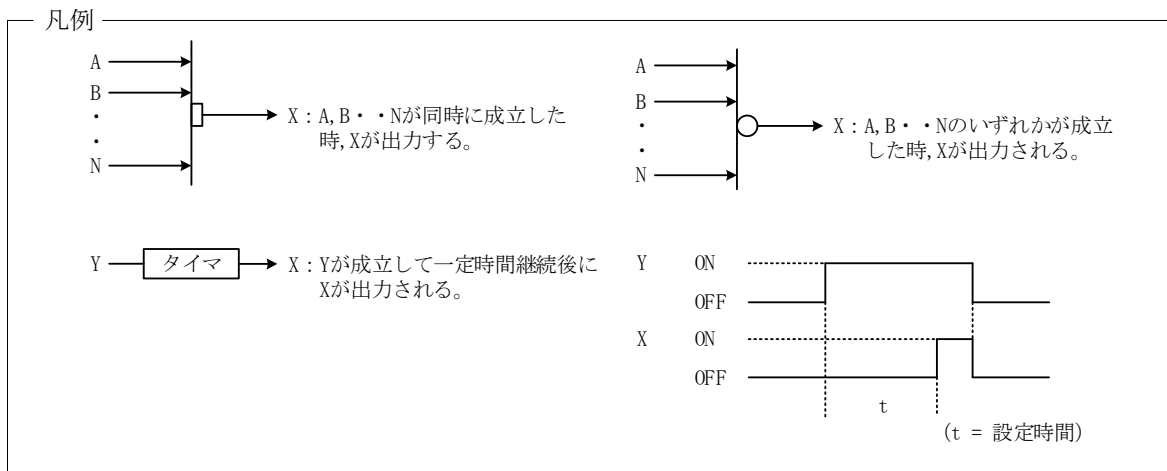 凡例
A
B
・
・
N
X：A,B・・Nが同時に成立した
時,Xが出力する。
A
B
・
・
N
X：A,B・・Nのいずれかが成立
した時,Xが出力される。
Y
タイマ
X：Yが成立して一定時間継続後に
Xが出力される。
Y ON
OFF
X ON
OFF
t
(t = 設定時間)